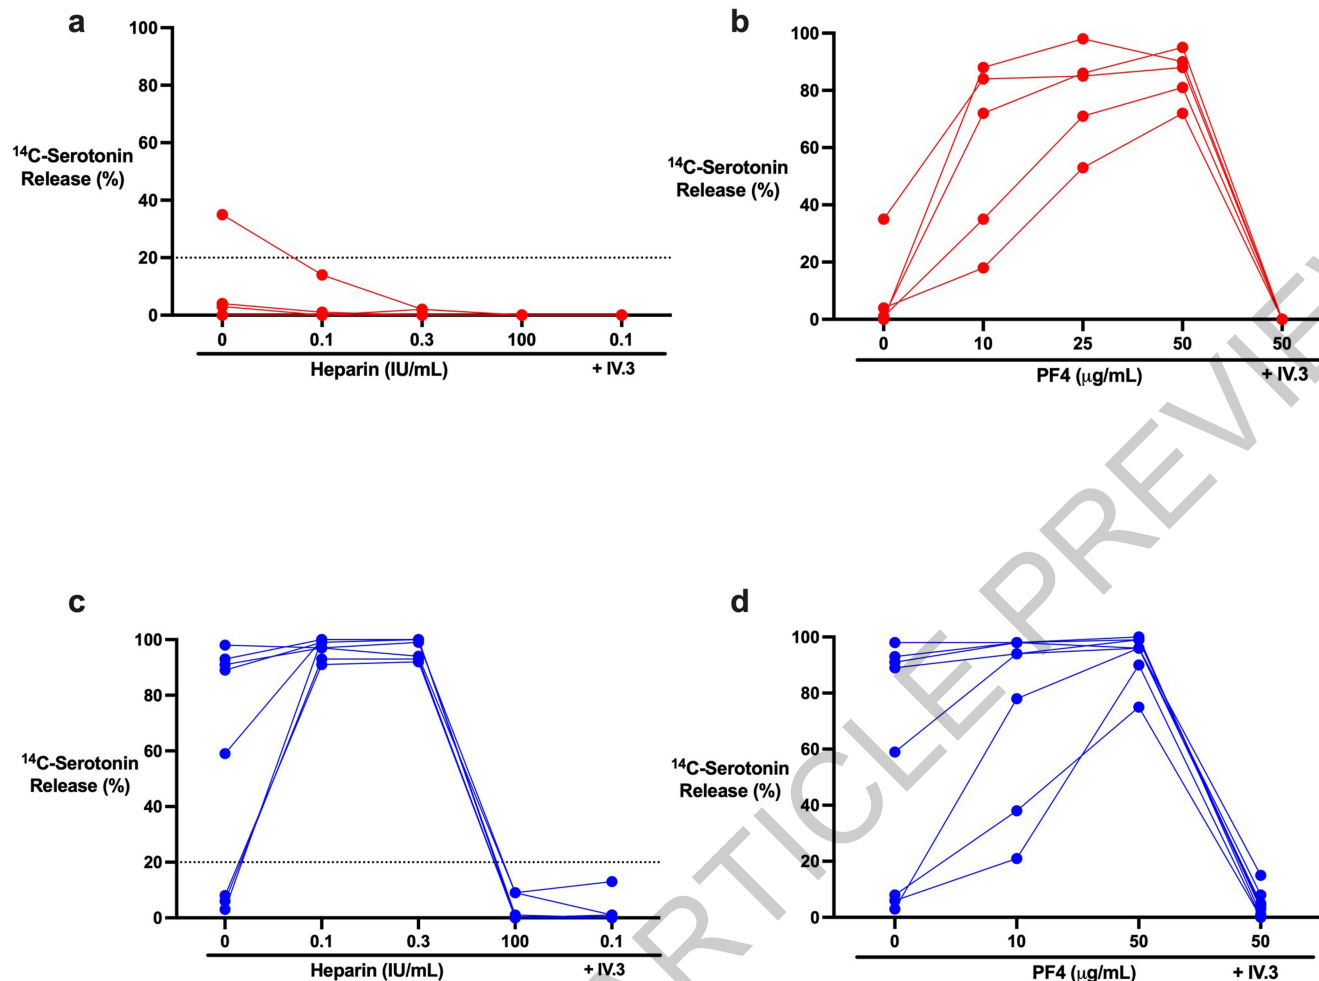 a
100
80
60
40
20
0
14C-Serotonin
Release (%)
0 0.1 0.3 100 0.1
Heparin (IU/mL) + IV.3
b
100
80
60
40
20
0
14C-Serotonin
Release (%)
0 10 25 50 50
PF4 (μg/mL) + IV.3
c
100
80
60
40
20
0
14C-Serotonin
Release (%)
0 0.1 0.3 100 0.1
Heparin (IU/mL) + IV.3
d
100
80
60
40
20
0
14C-Serotonin
Release (%)
0 10 50 50
PF4 (μg/mL) + IV.3
ARTICLE PREVIEW